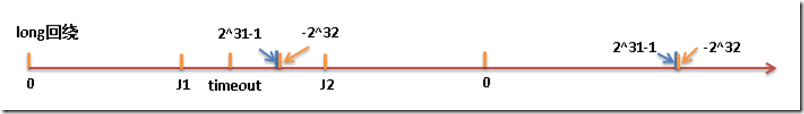 long回绕
2^31-1 -2^32 2^31-1 -2^32
0 J1 timeout J2 0